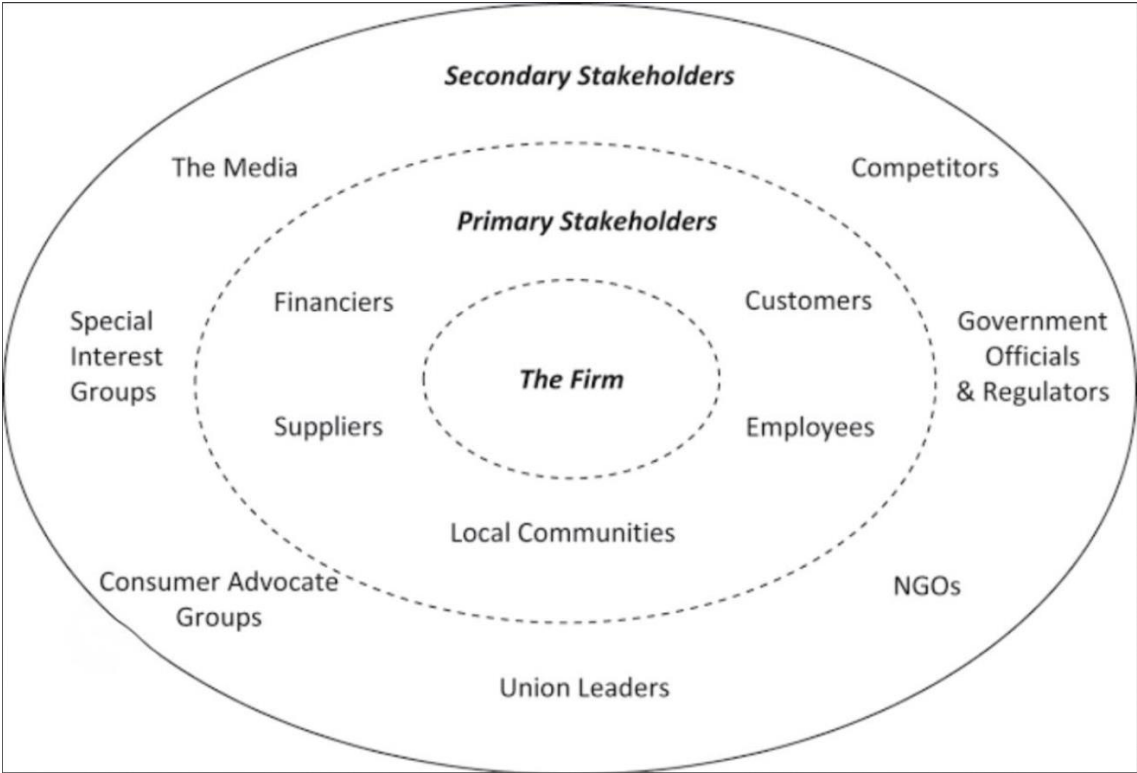 Secondary Stakeholders
The Media
Competitors
Primary Stakeholders
Financiers
Customers
Special
Interest
Groups
Government
Officials
& Regulators
The Firm
Suppliers
Employees
Local Communities
Consumer Advocate
Groups
NGOs
Union Leaders